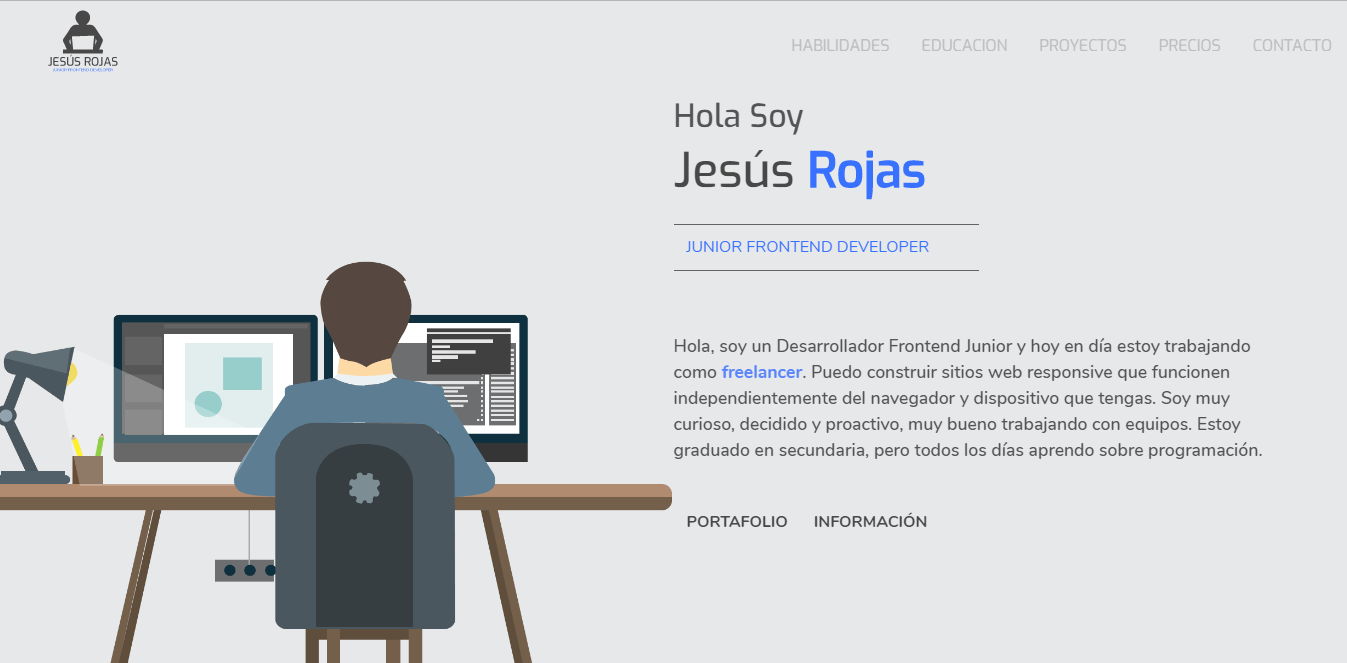 JESÚS ROJAS
JUNIOR FRONTEND DEVELOPER
HABILIDADES EDUCACION PROYECTOS PRECIOS CONTACTO
Hola Soy
Jesús Rojas
JUNIOR FRONTEND DEVELOPER
Hola, soy un Desarrollador Frontend Junior y hoy en día estoy trabajando
como freelancer. Puedo construir sitios web responsive que funcionen
independientemente del navegador y dispositivo que tengas. Soy muy
curioso, decidido y proactivo, muy bueno trabajando con equipos. Estoy
graduado en secundaria, pero todos los días aprendo sobre programación.
PORTAFOLIO INFORMACIÓN